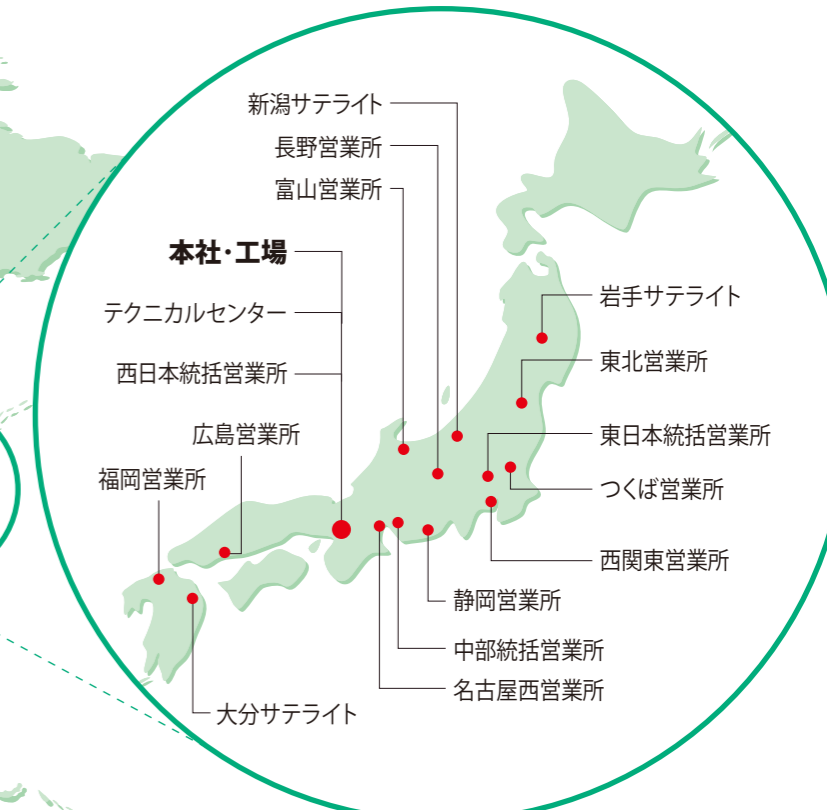 新潟サテライト
長野営業所
富山営業所
本社・工場
テクニカルセンター
西日本統括営業所
広島営業所
福岡営業所
岩手サテライト
東北営業所
東日本統括営業所
つくば営業所
西関東営業所
静岡営業所
中部統括営業所
名古屋西営業所
大分サテライト